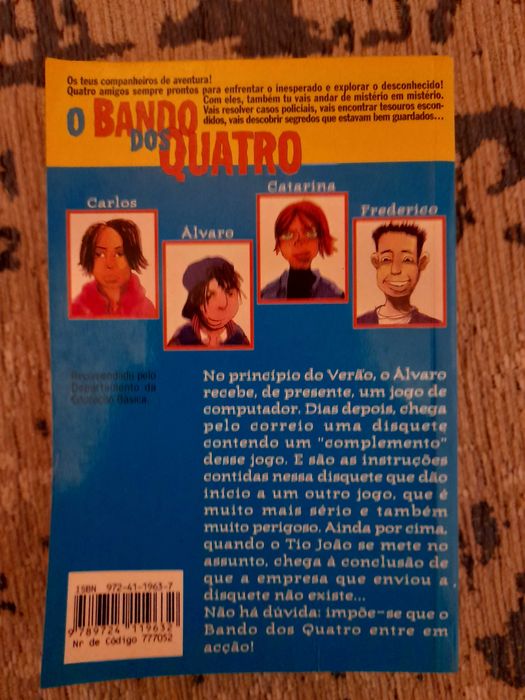 Os teus companheiros de aventura!
Quatro amigos sempre prontos para enfrentar o inesperado e explorar o desconhecido!
Com eles, também tu vais andar de mistério em mistério.
Vais resolver casos policiais, vais encontrar tesouros escon-
didos, vais descobrir segredos que estavam bem guardados...
O BANDO
DOS
QUATRO
Carlos
Álvaro
Catarina
Frederico
Recomendado pelo
Departamento da
Educação Básica.
No princípio do Verão, o Álvaro
recebe, de presente, um jogo de
computador. Dias depois, chega
pelo correio uma disquete
contendo um "complemento"
desse jogo. E são as instruções
contidas nessa disquete que dão
início a um outro jogo, que é
muito mais sério e também
muito perigoso. Ainda por cima,
quando o Tio João se mete no
assunto, chega à conclusão de
que a empresa que enviou a
disquete não existe...
Não há dúvida: impõe-se que o
Bando dos Quatro entre em
acção!
ISBN 972-41-1963-7
9 789724 119632
Nr de Código 777052